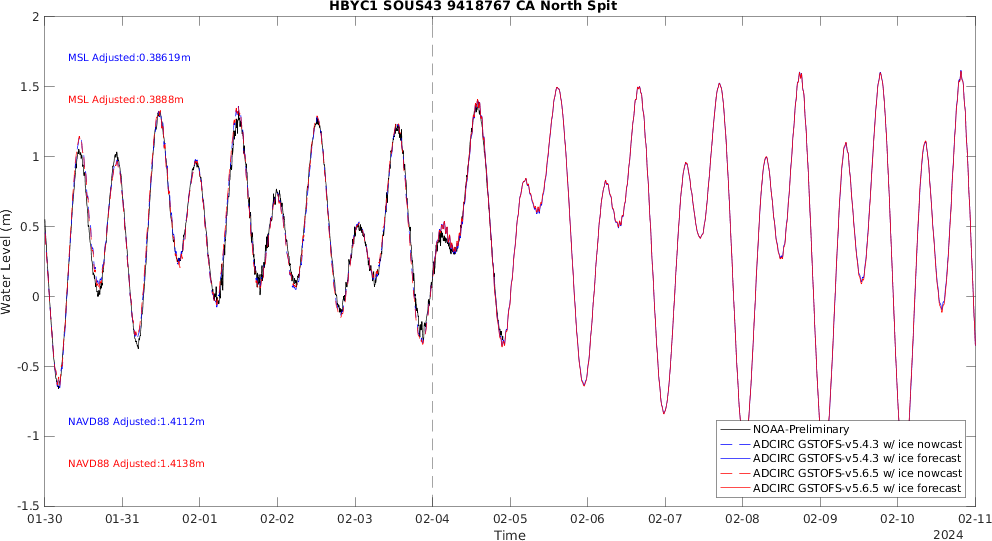 HBYC1 SOUS43 9418767 CA North Spit
2
1.5
1
0.5
0
-0.5
-1
-1.5
Water Level (m)
MSL Adjusted:0.38619m
MSL Adjusted:0.3888m
NAVD88 Adjusted:1.4112m
NAVD88 Adjusted:1.4138m
NOAA-Preliminary
ADCIRC GSTOFS-v5.4.3 w/ ice nowcast
ADCIRC GSTOFS-v5.4.3 w/ ice forecast
ADCIRC GSTOFS-v5.6.5 w/ ice nowcast
ADCIRC GSTOFS-v5.6.5 w/ ice forecast
01-30 01-31 02-01 02-02 02-03 02-04 02-05 02-06 02-07 02-08 02-09 02-10 02-11
Time
2024